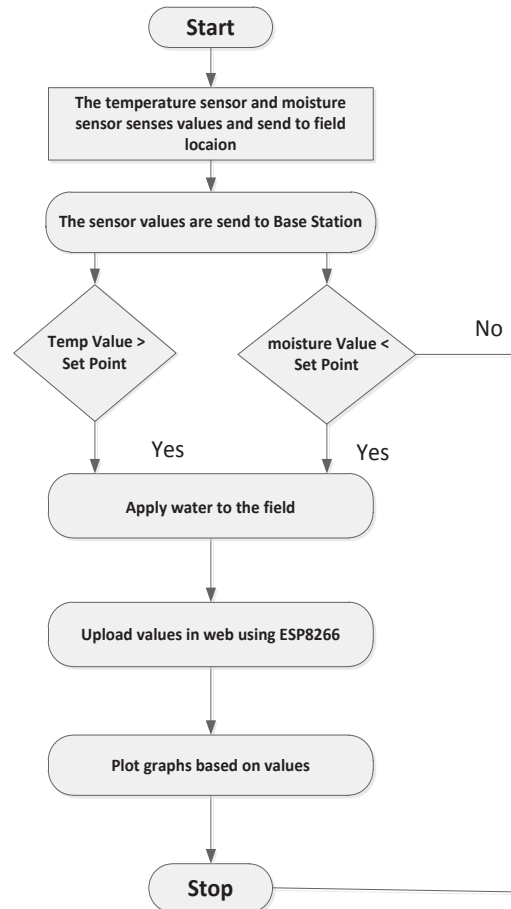 Start
The temperature sensor and moisture
sensor senses values and send to field
locaion
The sensor values are send to Base Station
Temp Value >
Set Point
moisture Value <
Set Point
No
Yes
Yes
Apply water to the field
Upload values in web using ESP8266
Plot graphs based on values
Stop